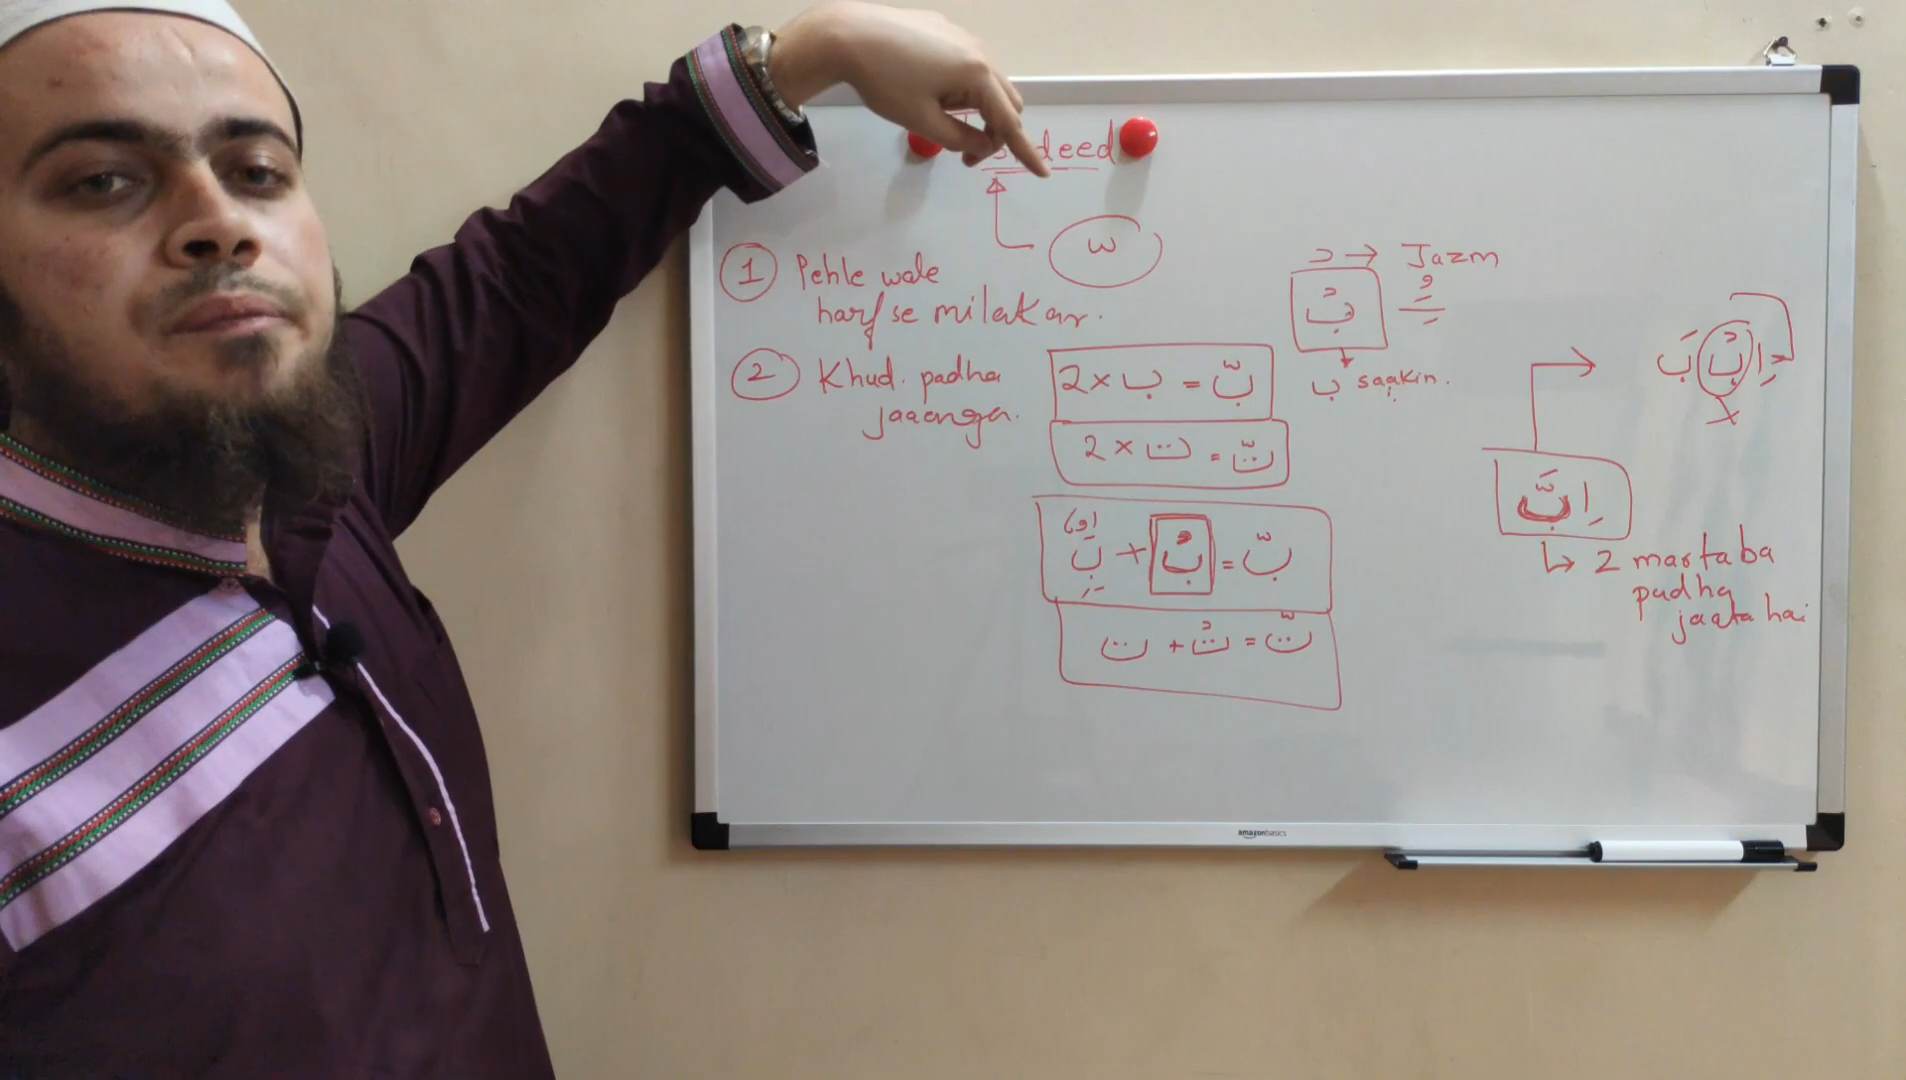 deed
ω
1 Pehle wale
harf se milakar.
2 Khud. padha
jaaenga.
2 × ب = بّ
2 × ت = تّ
بَ + بْ = بّ
ت + تْ = تّ
Jazm
بْ
ب saakin.
اِبْ بَ
×
اِبَّ
2 martaba
padha
jaata hai
amazonbasics